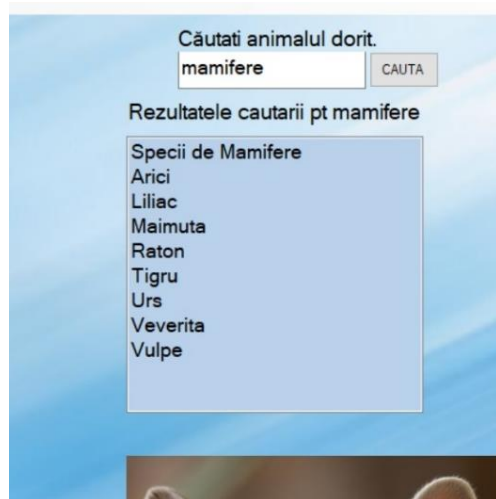 Căutati animalul dorit.
mamifere
CAUTA
Rezultatele cautarii pt mamifere
Specii de Mamifere
Arici
Liliac
Maimuta
Raton
Tigru
Urs
Veverita
Vulpe